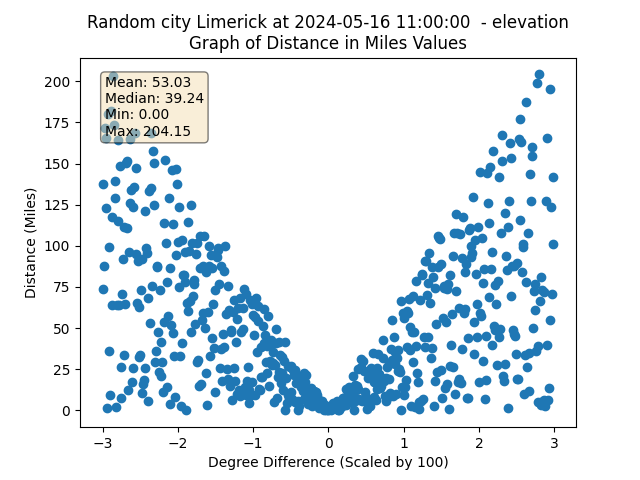 Random city Limerick at 2024-05-16 11:00:00  - elevation
Graph of Distance in Miles Values
Mean: 53.03
Median: 39.24
Min: 0.00
Max: 204.15
200
175
150
125
100
75
50
25
0
Distance (Miles)
−3 −2 −1 0 1 2 3
Degree Difference (Scaled by 100)